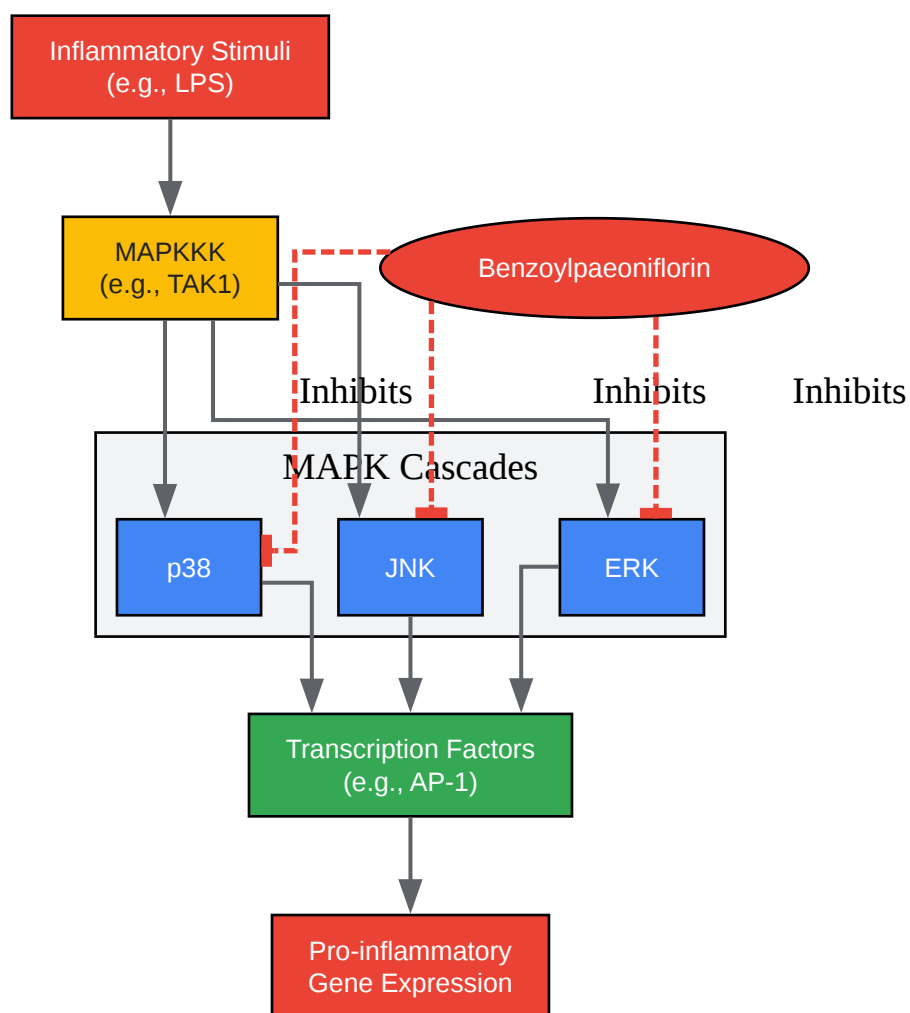 Inflammatory Stimuli
(e.g., LPS)
MAPKKK
(e.g., TAK1)
Benzoylpaeoniflorin
Inhibits
Inhibits
Inhibits
MAPK Cascades
p38
JNK
ERK
Transcription Factors
(e.g., AP-1)
Pro-inflammatory
Gene Expression